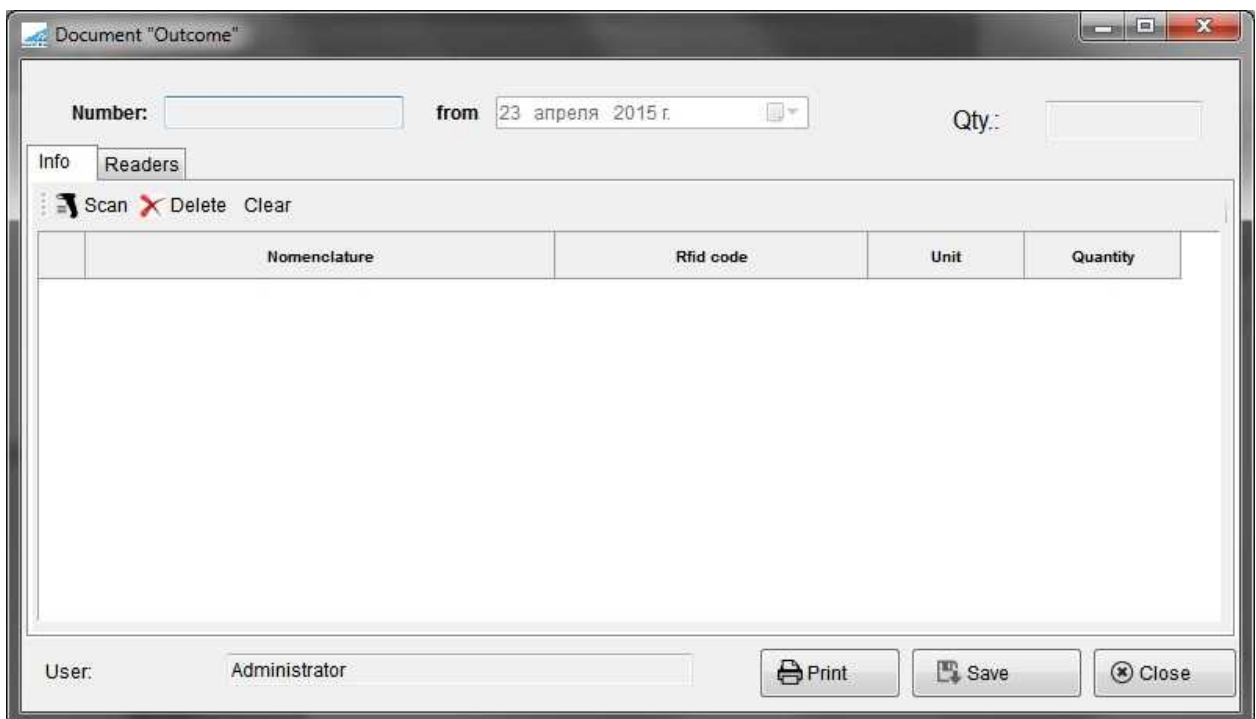 Document "Outcome"
Number: from 23 апреля 2015 г. Qty.:
Info Readers
Scan Delete Clear
Nomenclature Rfid code Unit Quantity
User: Administrator Print Save Close